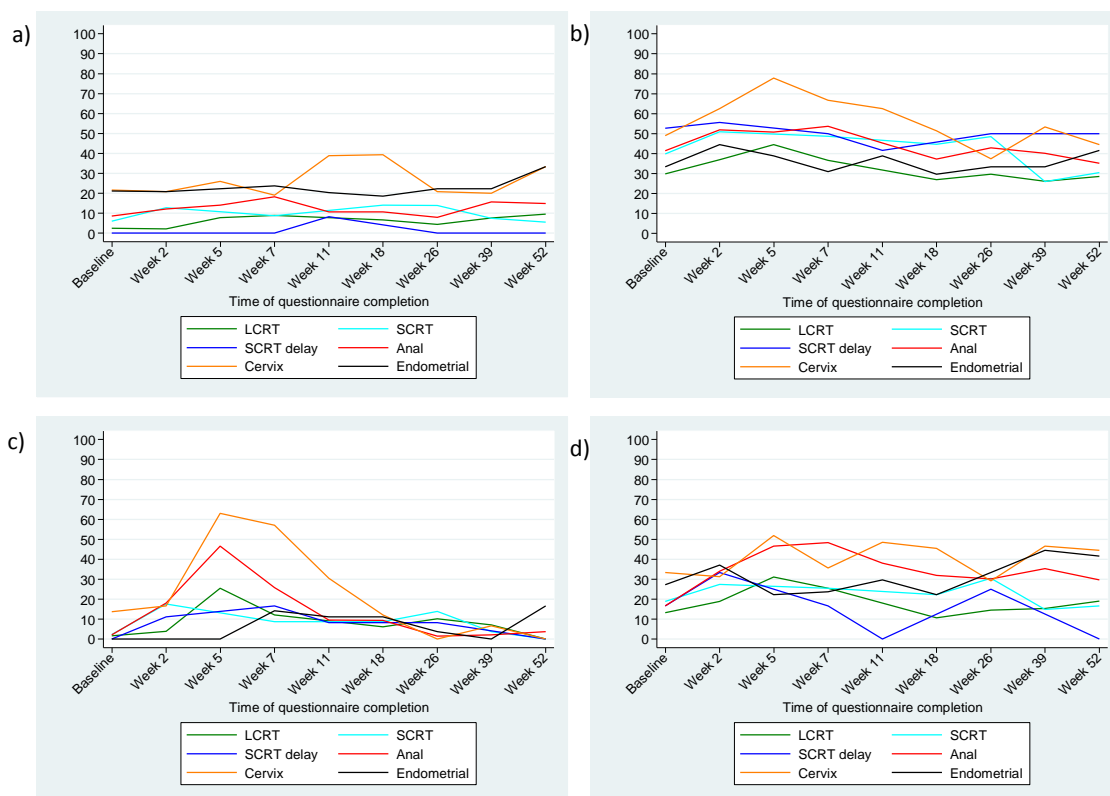 a)
100
90
80
70
60
50
40
30
20
10
0
Baseline
Week 2
Week 5
Week 7
Week 11
Week 18
Week 26
Week 39
Week 52
Time of questionnaire completion
LCRT SCRT
SCRT delay Anal
Cervix Endometrial
b)
100
90
80
70
60
50
40
30
20
10
0
Baseline
Week 2
Week 5
Week 7
Week 11
Week 18
Week 26
Week 39
Week 52
Time of questionnaire completion
LCRT SCRT
SCRT delay Anal
Cervix Endometrial
c)
100
90
80
70
60
50
40
30
20
10
0
Baseline
Week 2
Week 5
Week 7
Week 11
Week 18
Week 26
Week 39
Week 52
Time of questionnaire completion
LCRT SCRT
SCRT delay Anal
Cervix Endometrial
d)
100
90
80
70
60
50
40
30
20
10
0
Baseline
Week 2
Week 5
Week 7
Week 11
Week 18
Week 26
Week 39
Week 52
Time of questionnaire completion
LCRT SCRT
SCRT delay Anal
Cervix Endometrial